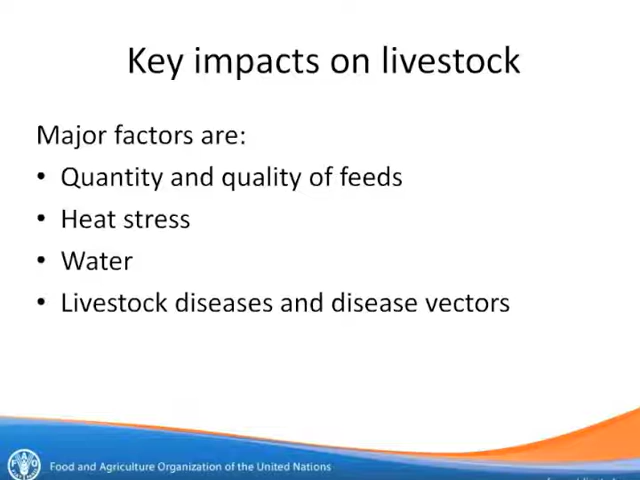 Key impacts on livestock
Major factors are:
• Quantity and quality of feeds
• Heat stress
• Water
• Livestock diseases and disease vectors
Food and Agriculture Organization of the United Nations